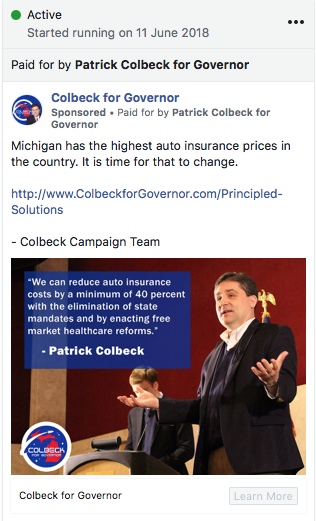 Active
Started running on 11 June 2018
Paid for by Patrick Colbeck for Governor
Colbeck for Governor
Sponsored • Paid for by Patrick Colbeck for
Governor
Michigan has the highest auto insurance prices in
the country. It is time for that to change.
http://www.ColbeckforGovernor.com/Principled-
Solutions
- Colbeck Campaign Team
“We can reduce auto insurance
costs by a minimum of 40 percent
with the elimination of state
mandates and by enacting free
market healthcare reforms.”
- Patrick Colbeck
COLBECK
FOR GOVERNOR
Colbeck for Governor
Learn More